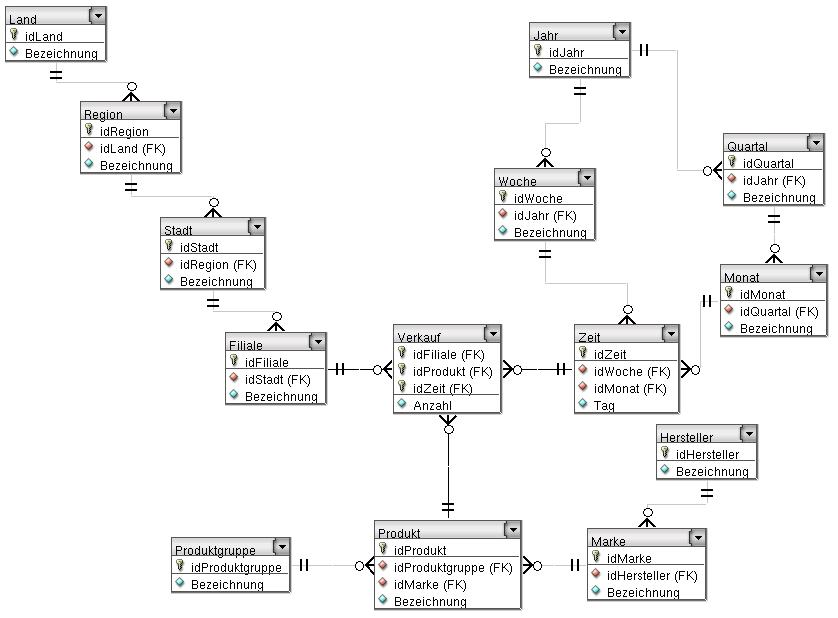 Land
idLand
Bezeichnung
Region
idRegion
idLand (FK)
Bezeichnung
Stadt
idStadt
idRegion (FK)
Bezeichnung
Filiale
idFiliale
idStadt (FK)
Bezeichnung
Verkauf
idFiliale (FK)
idProdukt (FK)
idZeit (FK)
Anzahl
Jahr
idJahr
Bezeichnung
Woche
idWoche
idJahr (FK)
Bezeichnung
Quartal
idQuartal
idJahr (FK)
Bezeichnung
Monat
idMonat
idQuartal (FK)
Bezeichnung
Zeit
idZeit
idWoche (FK)
idMonat (FK)
Tag
Hersteller
idHersteller
Bezeichnung
Produktgruppe
idProduktgruppe
Bezeichnung
Produkt
idProdukt
idProduktgruppe (FK)
idMarke (FK)
Bezeichnung
Marke
idMarke
idHersteller (FK)
Bezeichnung